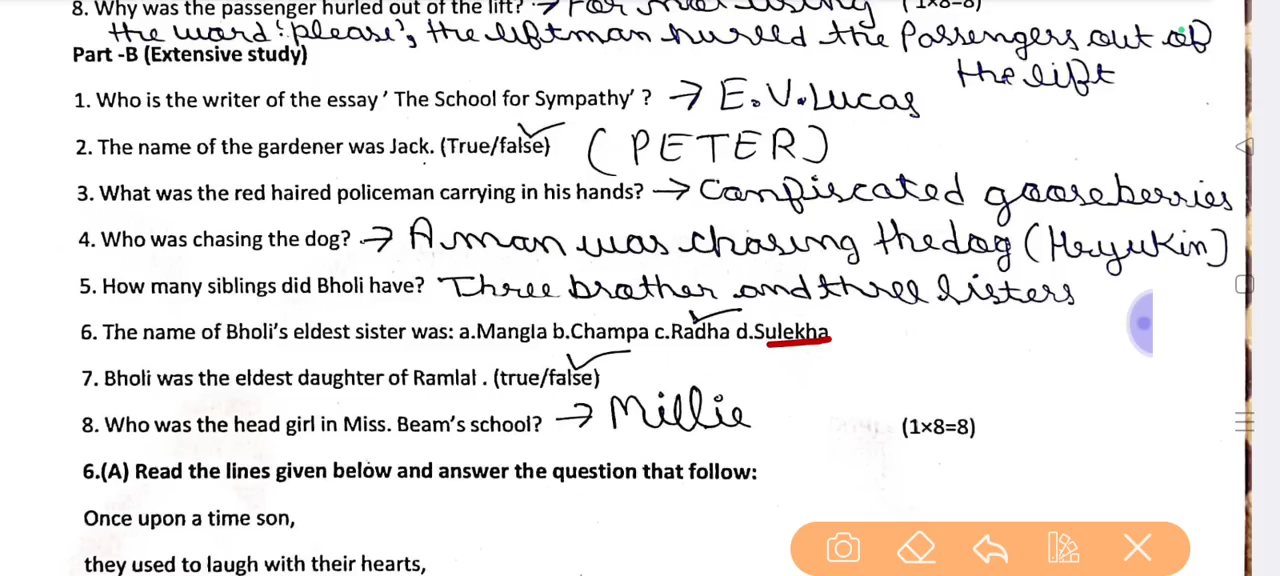 8. Why was the passenger hurled out of the lift? → For not using (1x8=8)
the word 'please', the liftman hurled the passengers out of
the lift
Part -B (Extensive study)
1. Who is the writer of the essay ' The School for Sympathy' ? → E.V.Lucas
2. The name of the gardener was Jack. (True/false) (PETER)
3. What was the red haired policeman carrying in his hands? → Confiscated gooseberries
4. Who was chasing the dog? → A man was chasing the dog (Hryukin)
5. How many siblings did Bholi have? Three brother and three sisters
6. The name of Bholi's eldest sister was: a.Mangla b.Champa c.Radha d.Sulekha
7. Bholi was the eldest daughter of Ramlal . (true/false)
8. Who was the head girl in Miss. Beam's school? → Millie (1×8=8)
6.(A) Read the lines given below and answer the question that follow:
Once upon a time son,
they used to laugh with their hearts,